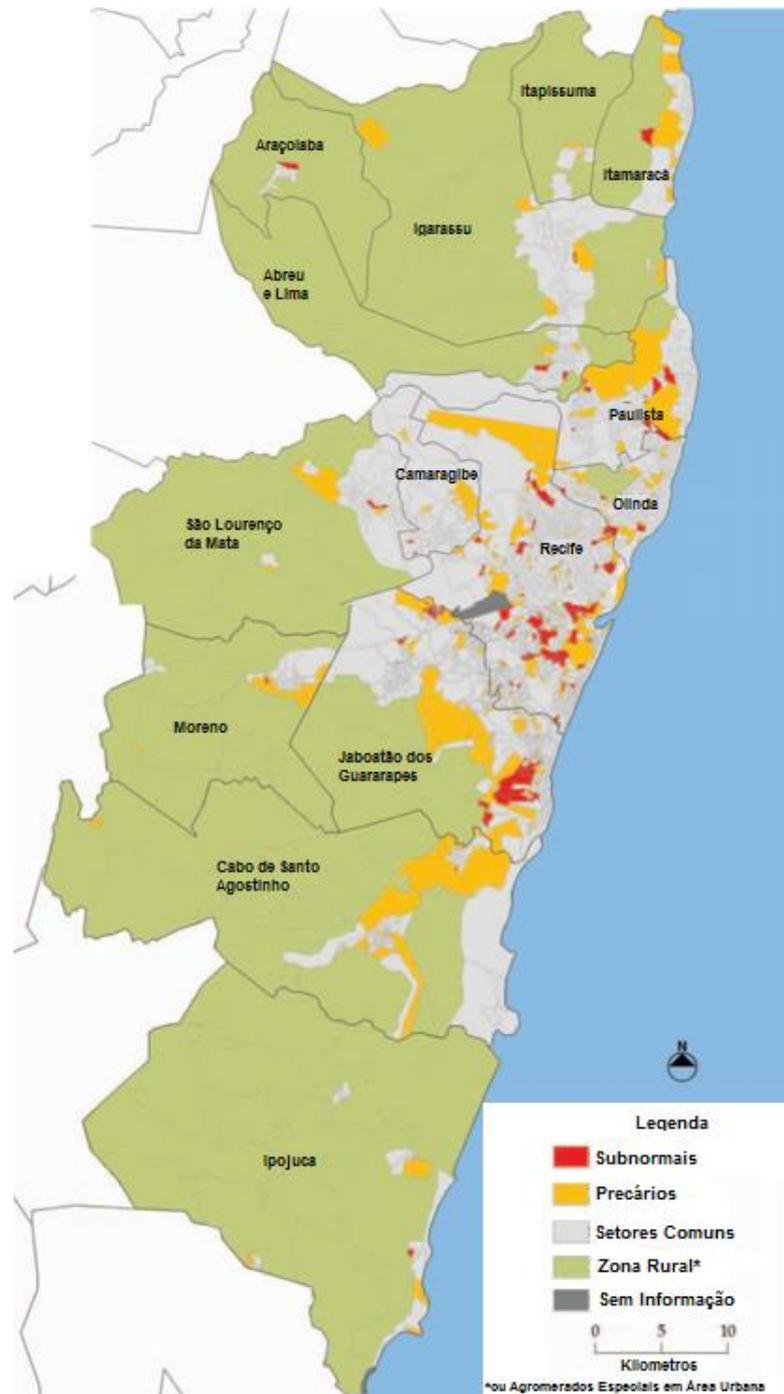 Itapissuma
Araçoiaba
Itamaracá
Igarassu
Abreu
e Lima
Paulista
Camaragibe
Olinda
São Lourenço
da Mata
Recife
Moreno
Jaboatão dos
Guararapes
Cabo de Santo
Agostinho
N
Ipojuca
Legenda
Subnormais
Precários
Setores Comuns
Zona Rural*
Sem Informação
0 5 10
Kilometros
*ou Agromerados Espeolais em Área Urbana